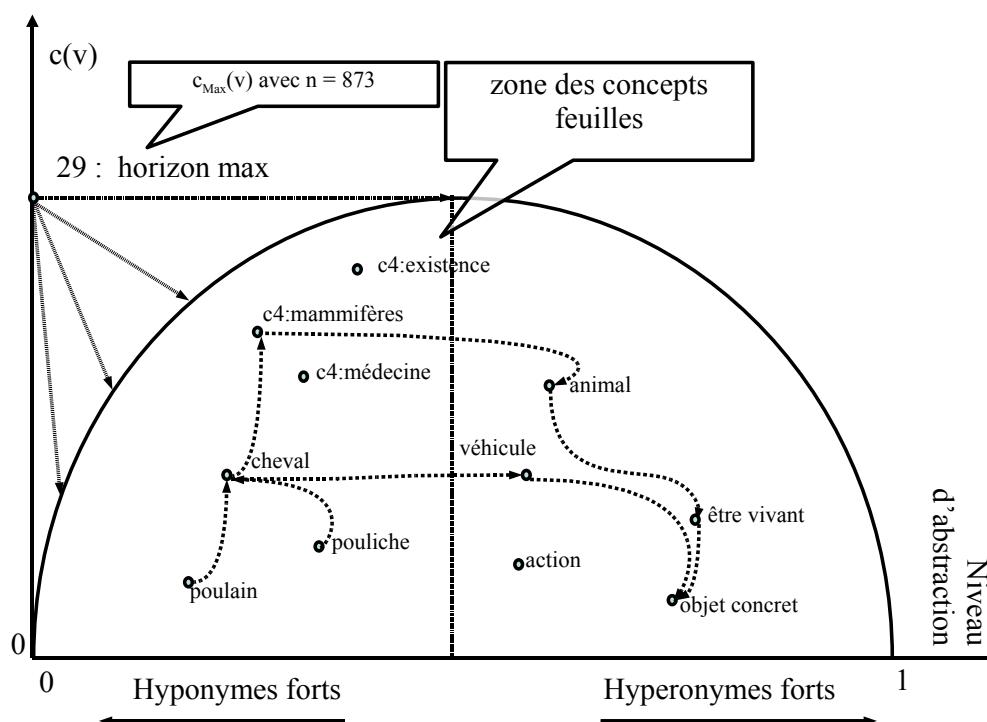 c(v)
c_Max(v) avec n = 873
zone des concepts
feuilles
29 : horizon max
c4:existence
c4:mammifères
c4:médecine
animal
cheval
véhicule
être vivant
pouliche
action
poulain
objet concret
Niveau
d’abstraction
0
0
Hyponymes forts
Hyperonymes forts
1